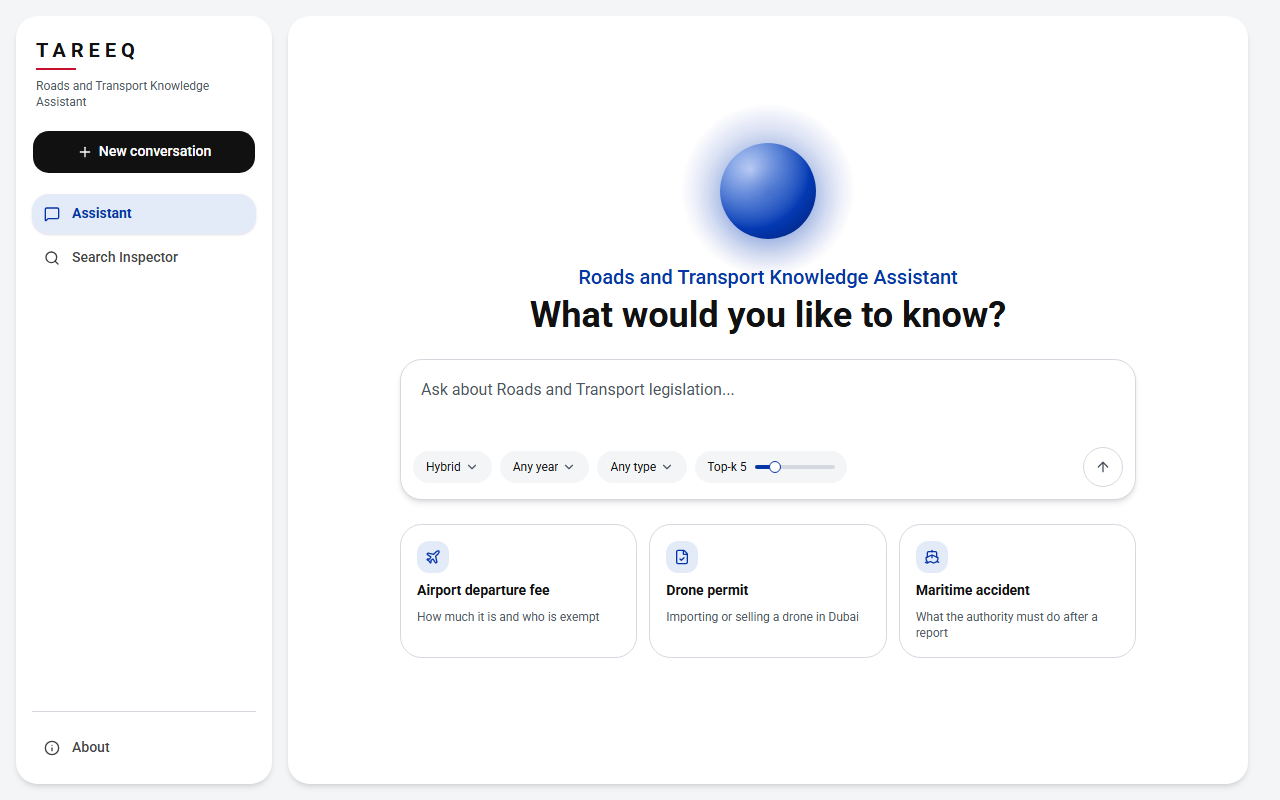 TAREEQ
Roads and Transport Knowledge
Assistant
New conversation
Assistant
Search Inspector
About
Roads and Transport Knowledge Assistant
What would you like to know?
Ask about Roads and Transport legislation...
Hybrid
Any year
Any type
Top-k 5
Airport departure fee
How much it is and who is exempt
Drone permit
Importing or selling a drone in Dubai
Maritime accident
What the authority must do after a
report